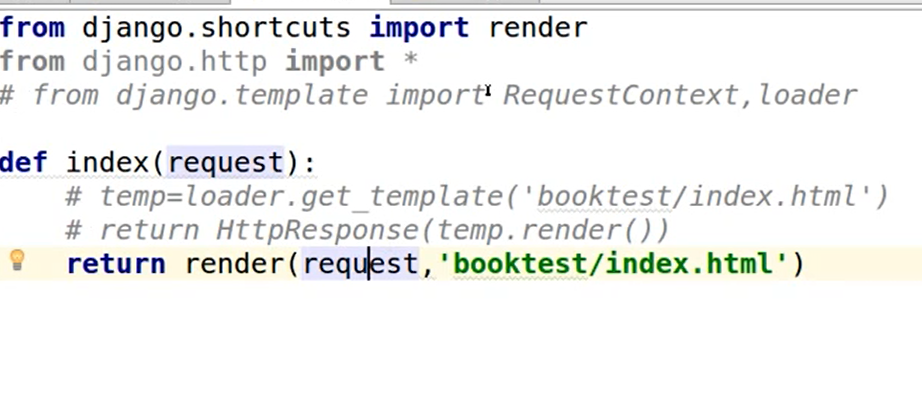 from django.shortcuts import render
from django.http import *
# from django.template import RequestContext,loader
def index(request):
# temp=loader.get_template('booktest/index.html')
# return HttpResponse(temp.render())
return render(request,'booktest/index.html')